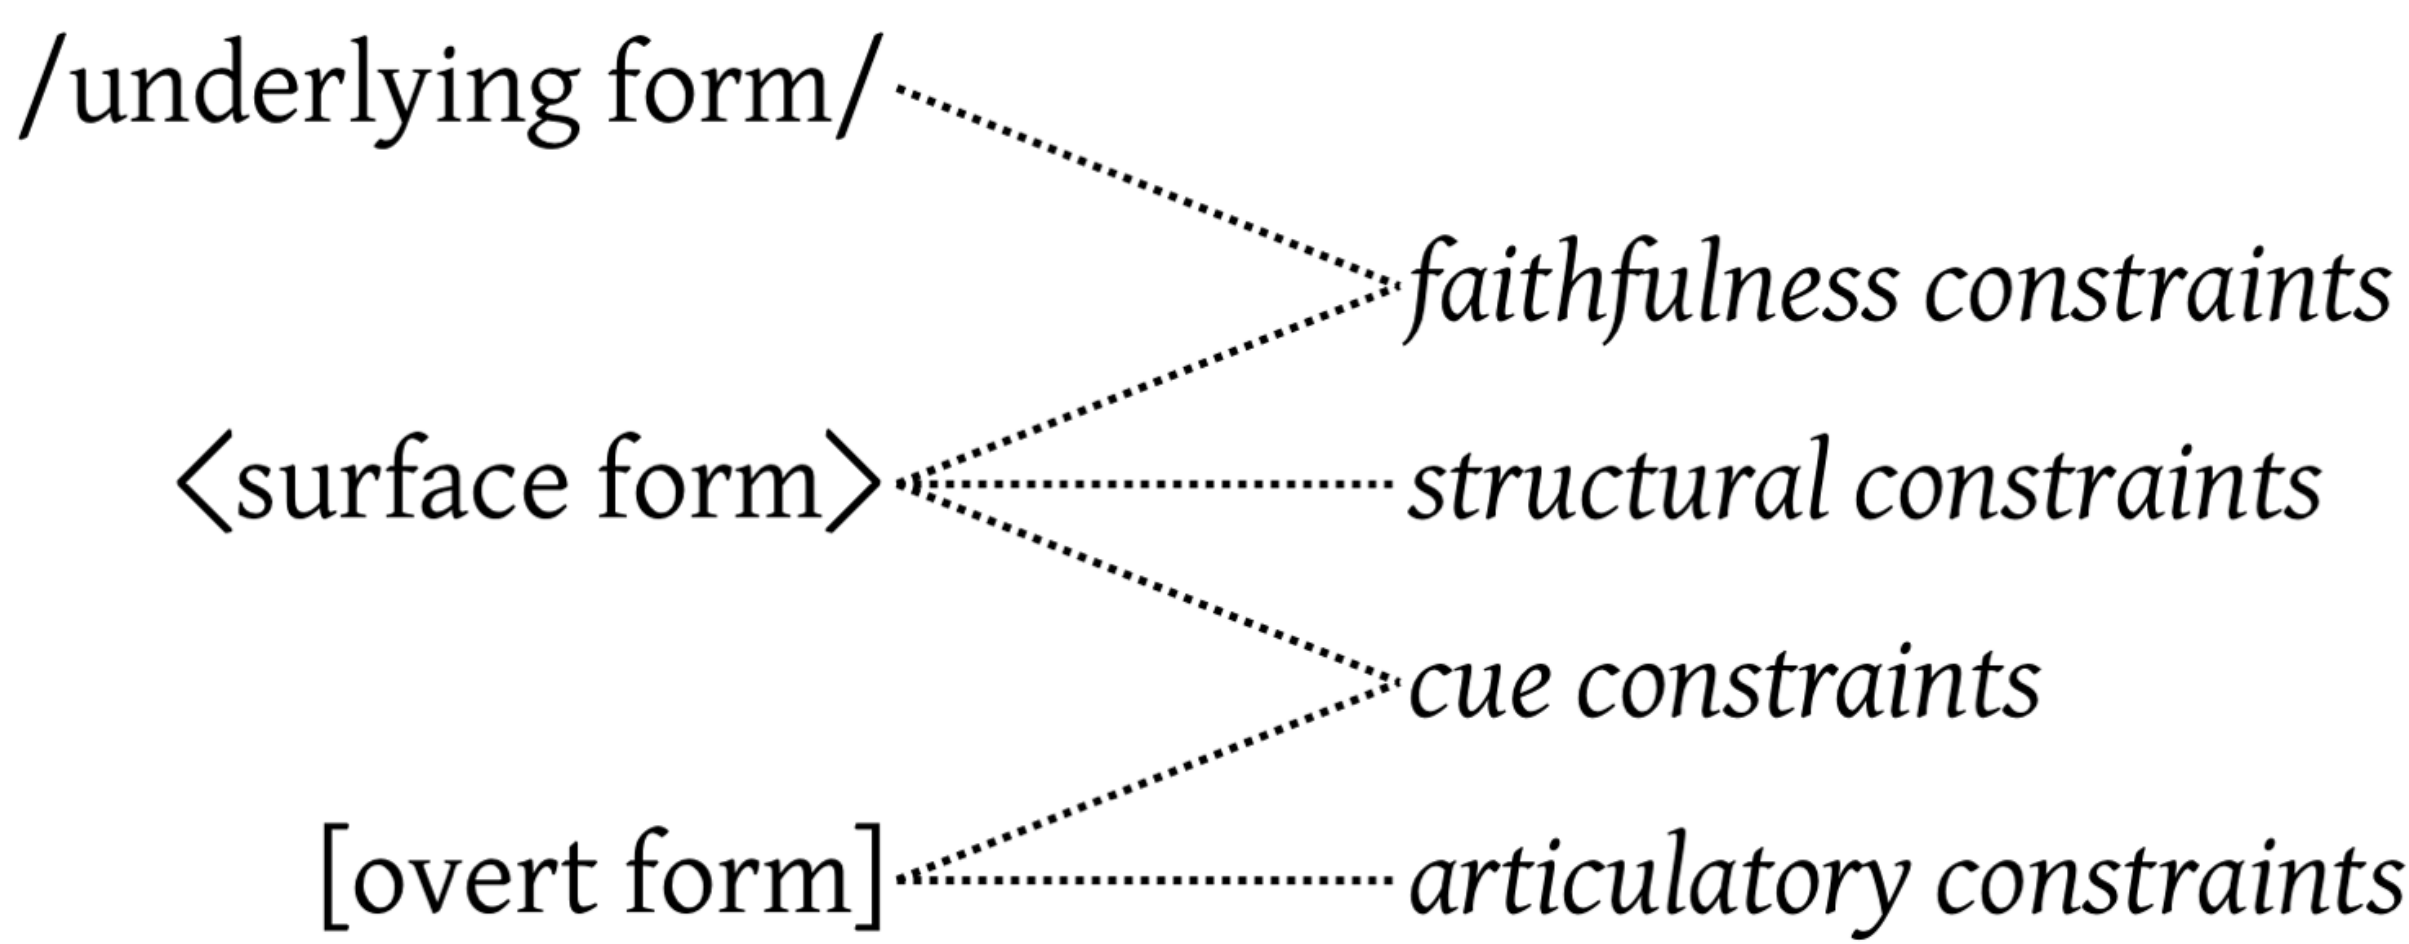 /underlying form/
faithfulness constraints
<surface form>
structural constraints
cue constraints
[overt form]
articulatory constraints